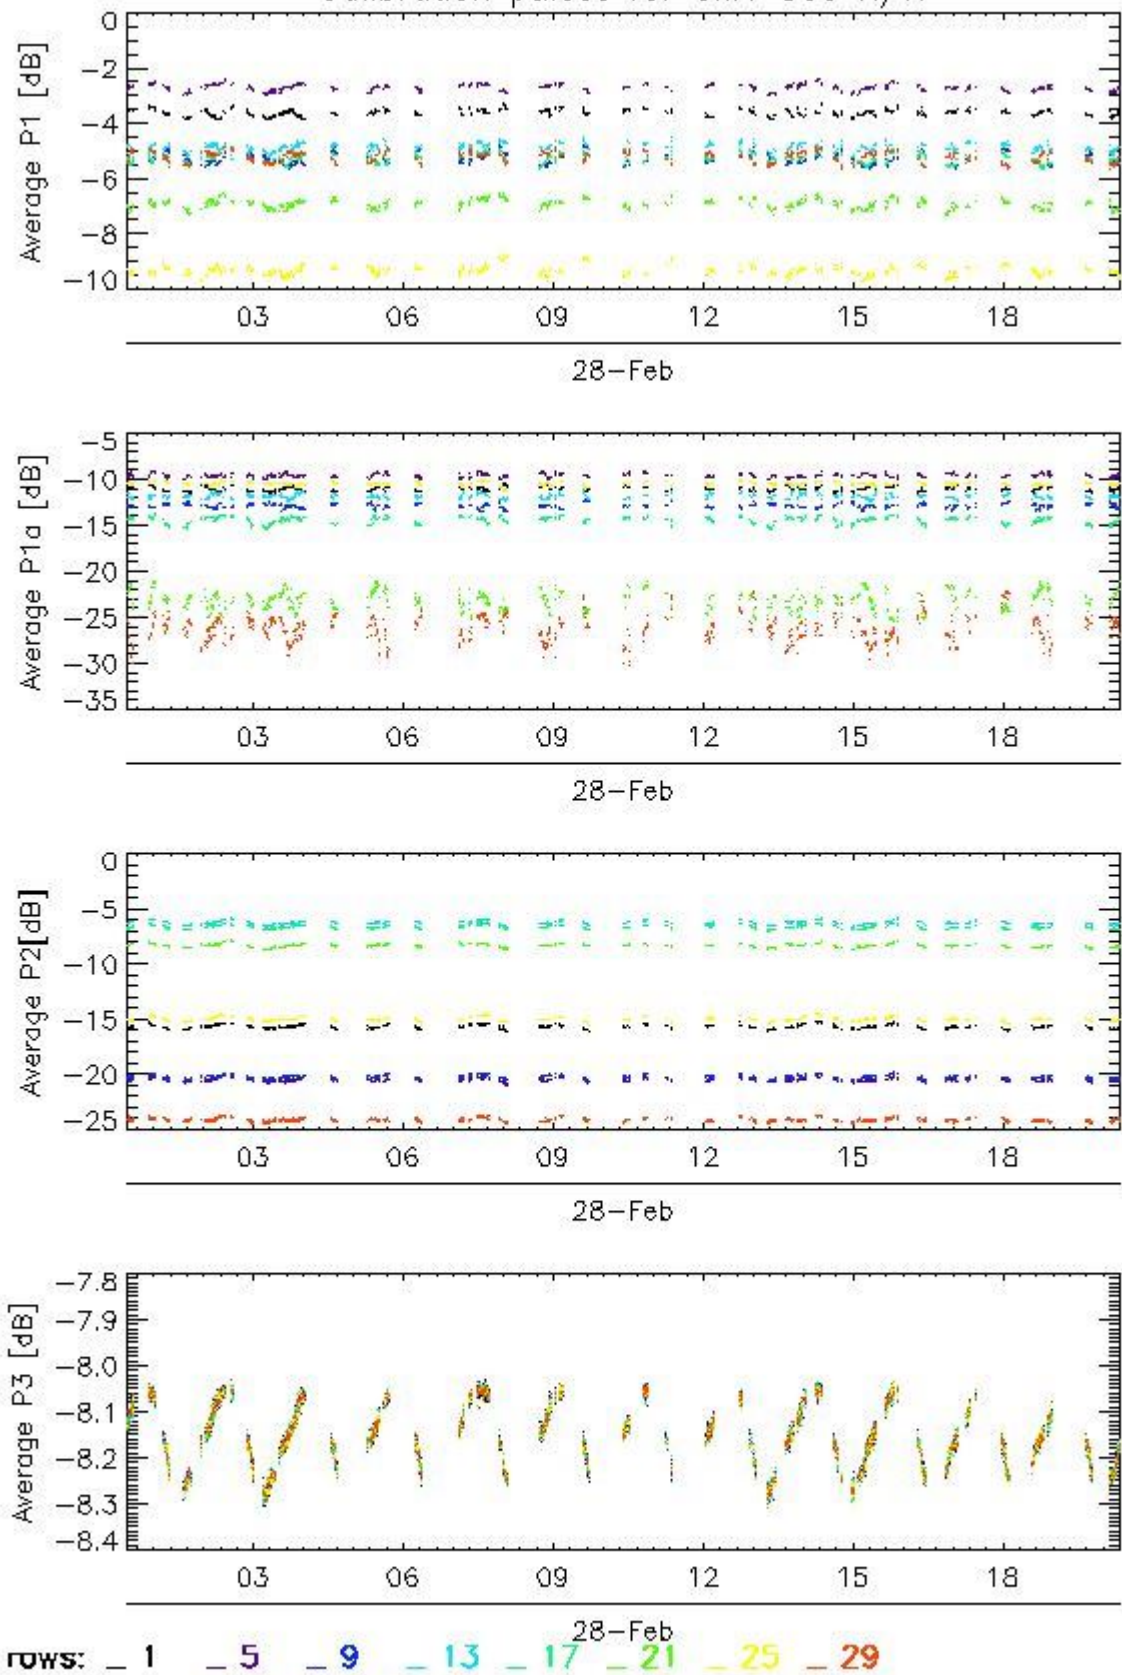 0
-2
-4
-6
-8
-10
Average P1 [dB]
03 06 09 12 15 18
28-Feb
-5
-10
-15
-20
-25
-30
-35
Average P1a [dB]
03 06 09 12 15 18
28-Feb
0
-5
-10
-15
-20
-25
Average P2[dB]
03 06 09 12 15 18
28-Feb
-7.8
-7.9
-8.0
-8.1
-8.2
-8.3
-8.4
Average P3 [dB]
03 06 09 12 15 18
28-Feb
rows: _ 1 _ 5 _ 9 _ 13 _ 17 _ 21 _ 25 _ 29